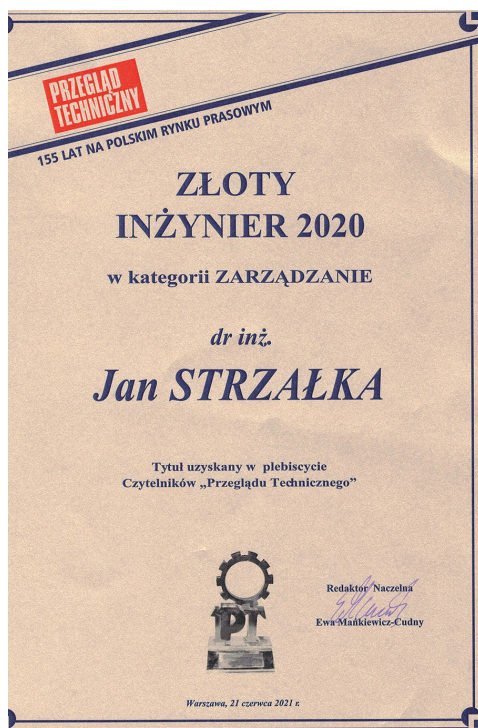 PRZEGLĄD
TECHNICZNY
155 LAT NA POLSKIM RYNKU PRASOWYM
ZŁOTY
INŻYNIER 2020
w kategorii ZARZĄDZANIE
dr inż.
Jan STRZAŁKA
Tytuł uzyskany w plebiscycie
Czytelników „Przeglądu Technicznego”
PT
Redaktor Naczelna
Ewa Mańkiewicz-Cudny
Warszawa, 21 czerwca 2021 r.